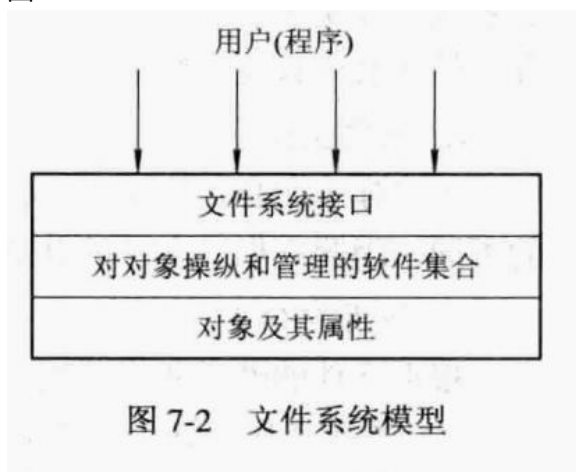 用户(程序)
文件系统接口
对对象操纵和管理的软件集合
对象及其属性
图 7-2 文件系统模型